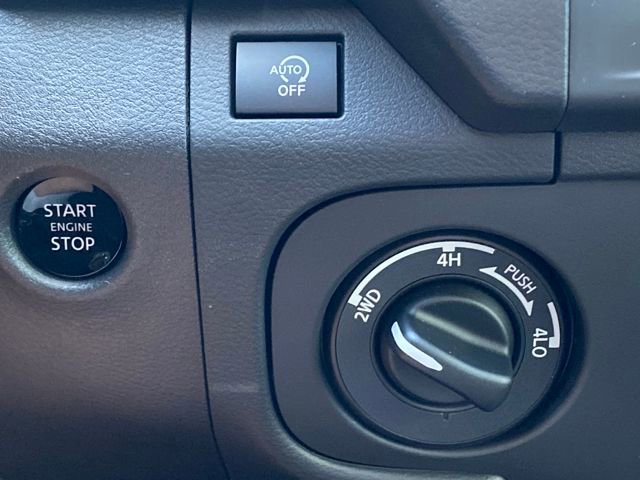 AUTO
OFF
START
ENGINE
STOP
2WD
4H
PUSH
4LO